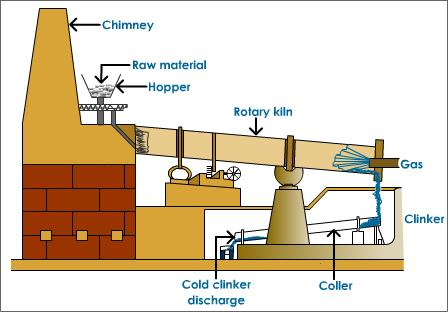 Chimney
Raw material
Hopper
Rotary kiln
Gas
Clinker
Cold clinker
discharge
Coller